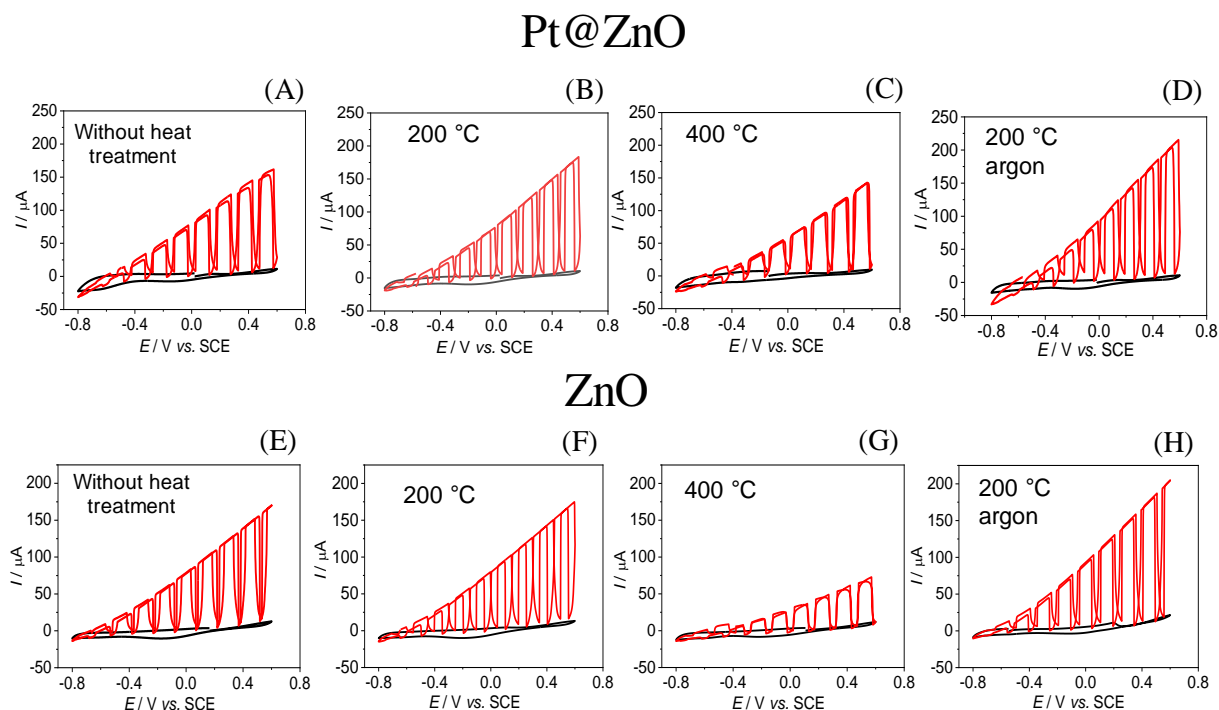 Pt@ZnO
(A)
250
200
150
100
50
0
-50
Without heat
treatment
I / μA
-0.8 -0.4 0.0 0.4 0.8
E / V vs. SCE
(B)
250
200
150
100
50
0
-50
200 °C
I / μA
-0.8 -0.4 0.0 0.4 0.8
E / V vs. SCE
(C)
250
200
150
100
50
0
-50
400 °C
I / μA
-0.8 -0.4 0.0 0.4 0.8
E / V vs. SCE
(D)
250
200
150
100
50
0
-50
200 °C
argon
I / μA
-0.8 -0.4 0.0 0.4 0.8
E / V vs. SCE
ZnO
(E)
200
150
100
50
0
-50
Without heat
treatment
I / μA
-0.8 -0.4 0.0 0.4 0.8
E / V vs. SCE
(F)
200
150
100
50
0
-50
200 °C
I / μA
-0.8 -0.4 0.0 0.4 0.8
E / V vs. SCE
(G)
200
150
100
50
0
-50
400 °C
I / μA
-0.8 -0.4 0.0 0.4 0.8
E / V vs. SCE
(H)
200
150
100
50
0
-50
200 °C
argon
I / μA
-0.8 -0.4 0.0 0.4 0.8
E / V vs. SCE